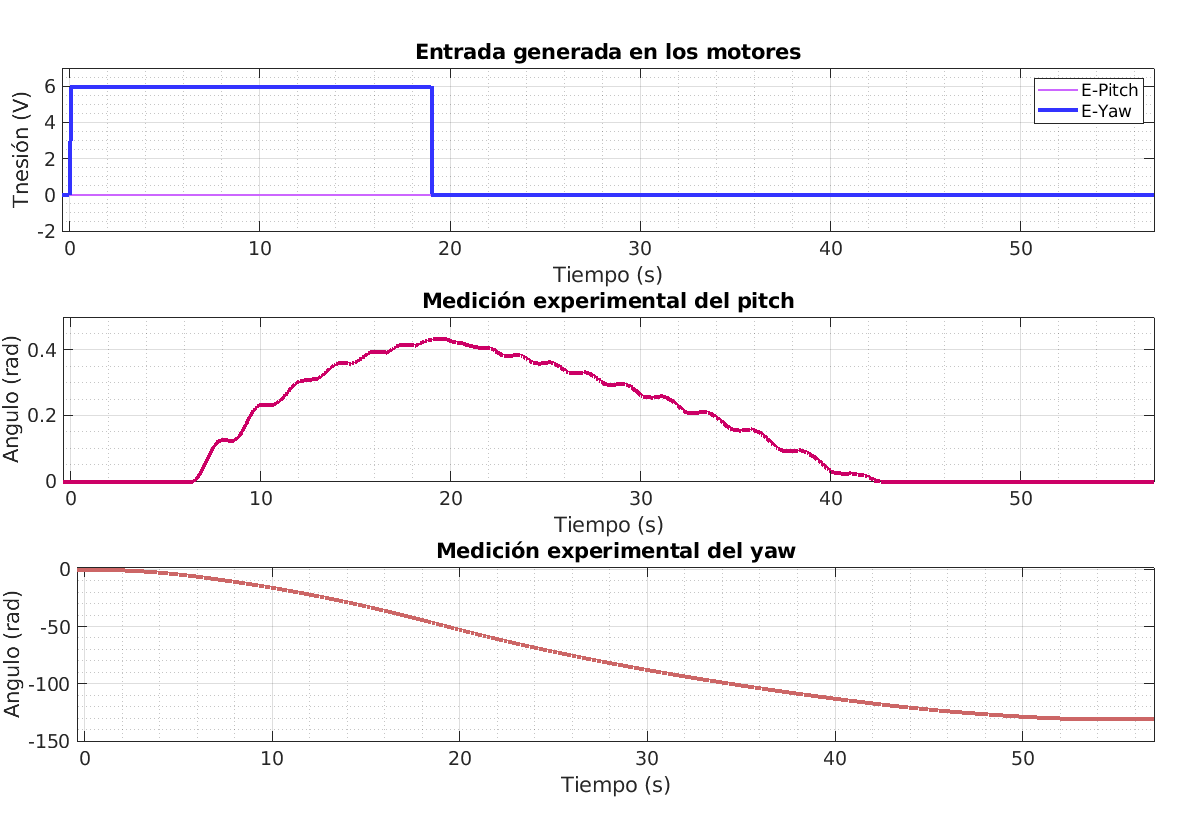 Entrada generada en los motores
Tnesión (V)
6
4
2
0
-2
E-Pitch
E-Yaw
0 10 20 30 40 50
Tiempo (s)
Medición experimental del pitch
Angulo (rad)
0.4
0.2
0
0 10 20 30 40 50
Tiempo (s)
Medición experimental del yaw
Angulo (rad)
0
-50
-100
-150
0 10 20 30 40 50
Tiempo (s)